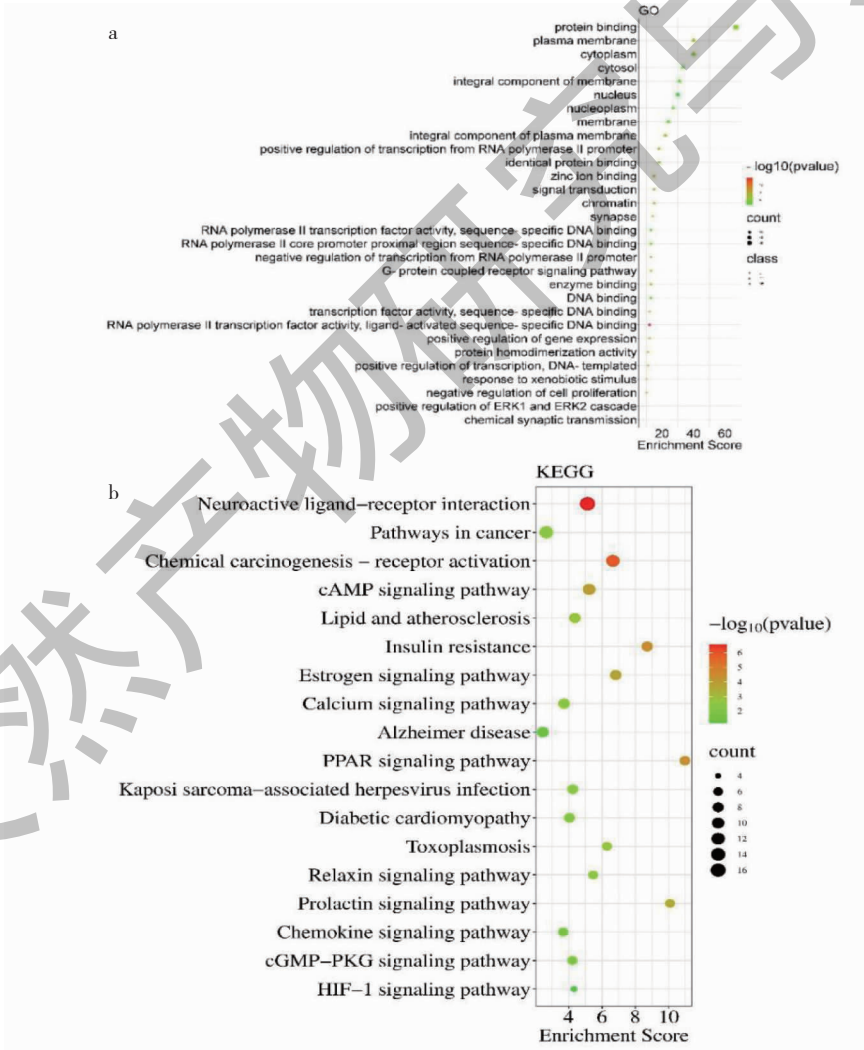 a
GO
protein binding
plasma membrane
cytoplasm
cytosol
integral component of membrane
nucleus
nucleoplasm
membrane
integral component of plasma membrane
positive regulation of transcription from RNA polymerase II promoter
identical protein binding
zinc ion binding
signal transduction
chromatin
synapse
RNA polymerase II transcription factor activity, sequence- specific DNA binding
RNA polymerase II core promoter proximal region sequence- specific DNA binding
negative regulation of transcription from RNA polymerase II promoter
G- protein coupled receptor signaling pathway
enzyme binding
DNA binding
transcription factor activity, sequence- specific DNA binding
RNA polymerase II transcription factor activity, ligand- activated sequence- specific DNA binding
positive regulation of gene expression
protein homodimerization activity
positive regulation of transcription, DNA- templated
response to xenobiotic stimulus
negative regulation of cell proliferation
positive regulation of ERK1 and ERK2 cascade
chemical synaptic transmission
20 40 60
Enrichment Score
- log10(pvalue)
count
class
b
KEGG
Neuroactive ligand−receptor interaction
Pathways in cancer
Chemical carcinogenesis − receptor activation
cAMP signaling pathway
Lipid and atherosclerosis
Insulin resistance
Estrogen signaling pathway
Calcium signaling pathway
Alzheimer disease
PPAR signaling pathway
Kaposi sarcoma−associated herpesvirus infection
Diabetic cardiomyopathy
Toxoplasmosis
Relaxin signaling pathway
Prolactin signaling pathway
Chemokine signaling pathway
cGMP−PKG signaling pathway
HIF−1 signaling pathway
4 6 8 10
Enrichment Score
−log₁₀(pvalue)
6
5
4
3
2
count
4
6
8
10
12
14
16
然产物研究与